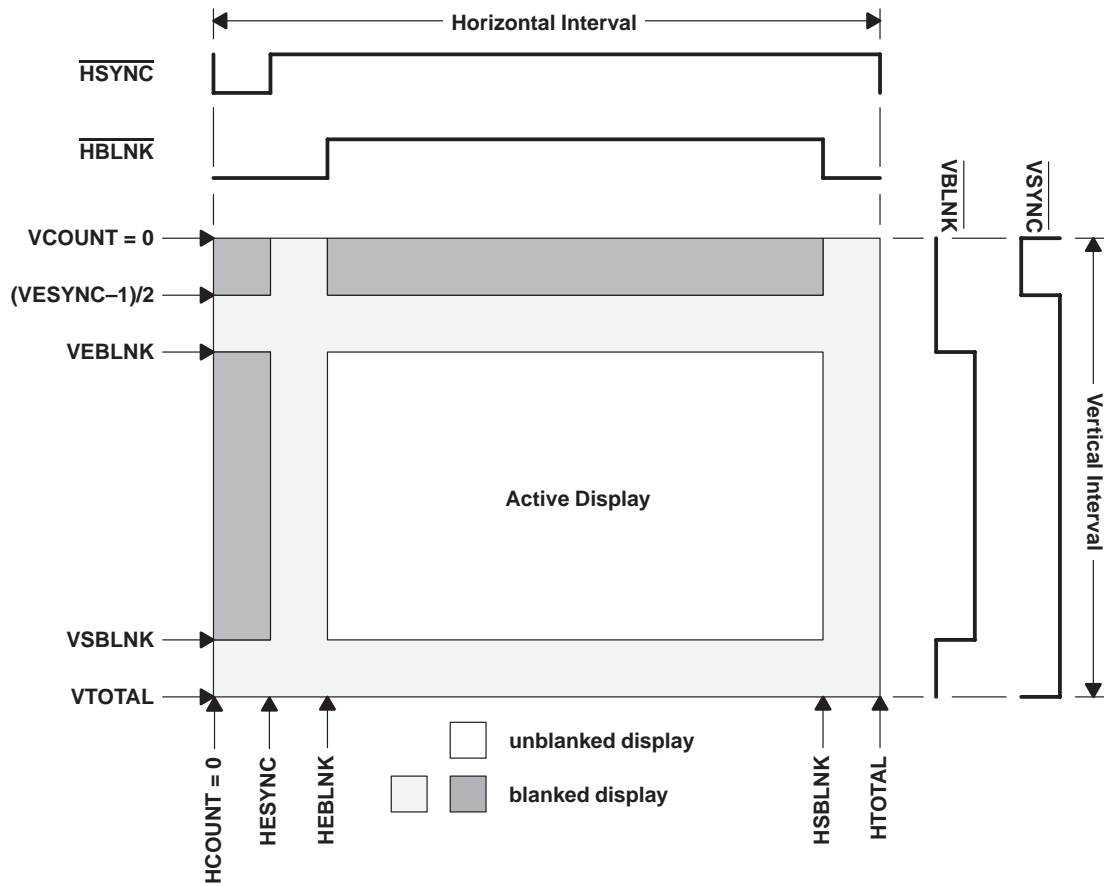 Horizontal Interval
HSYNC
HBLNK
VBLNK
VSYNC
VCOUNT = 0
(VESYNC–1)/2
VEBLNK
Active Display
Vertical Interval
VSBLNK
VTOTAL
HCOUNT = 0
HESYNC
HEBLNK
HSBLNK
HTOTAL
unblanked display
blanked display